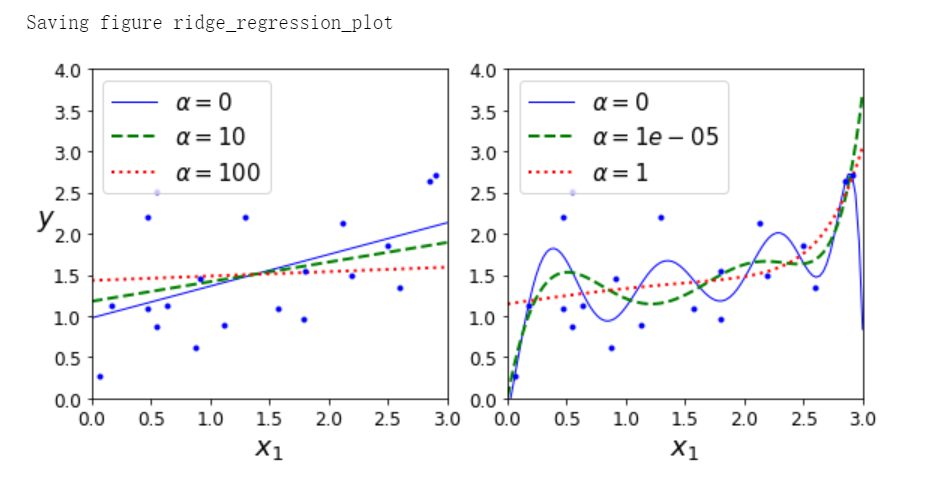 Saving figure ridge_regression_plot
4.0
3.5
3.0
2.5
2.0
1.5
1.0
0.5
0.0
y
α = 0
α = 10
α = 100
0.0 0.5 1.0 1.5 2.0 2.5 3.0
x₁
4.0
3.5
3.0
2.5
2.0
1.5
1.0
0.5
0.0
α = 0
α = 1e − 05
α = 1
0.0 0.5 1.0 1.5 2.0 2.5 3.0
x₁